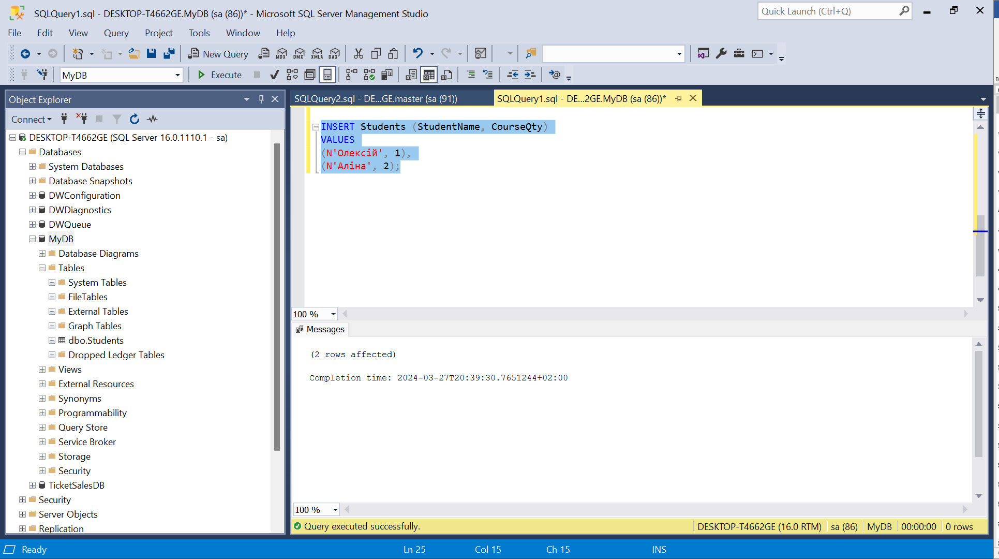 SQLQuery1.sql - DESKTOP-T4662GE.MyDB (sa (86))* - Microsoft SQL Server Management Studio
Quick Launch (Ctrl+Q)
File Edit View Query Project Tools Window Help
New Query
MDX DMX XMLA DAX
MyDB
Execute
Object Explorer
Connect
DESKTOP-T4662GE (SQL Server 16.0.1110.1 - sa)
Databases
System Databases
Database Snapshots
DWConfiguration
DWDiagnostics
DWQueue
MyDB
Database Diagrams
Tables
System Tables
FileTables
External Tables
Graph Tables
dbo.Students
Dropped Ledger Tables
Views
External Resources
Synonyms
Programmability
Query Store
Service Broker
Storage
Security
TicketSalesDB
Security
Server Objects
Replication
SQLQuery2.sql - DE...GE.master (sa (91))
SQLQuery1.sql - DE...2GE.MyDB (sa (86))*
INSERT Students (StudentName, CourseQty)
VALUES
(N'Олексій', 1),
(N'Аліна', 2);
100 %
Messages
(2 rows affected)
Completion time: 2024-03-27T20:39:30.7651244+02:00
100 %
Query executed successfully.
DESKTOP-T4662GE (16.0 RTM)
sa (86)
MyDB
00:00:00
0 rows
Ready
Ln 25
Col 15
Ch 15
INS